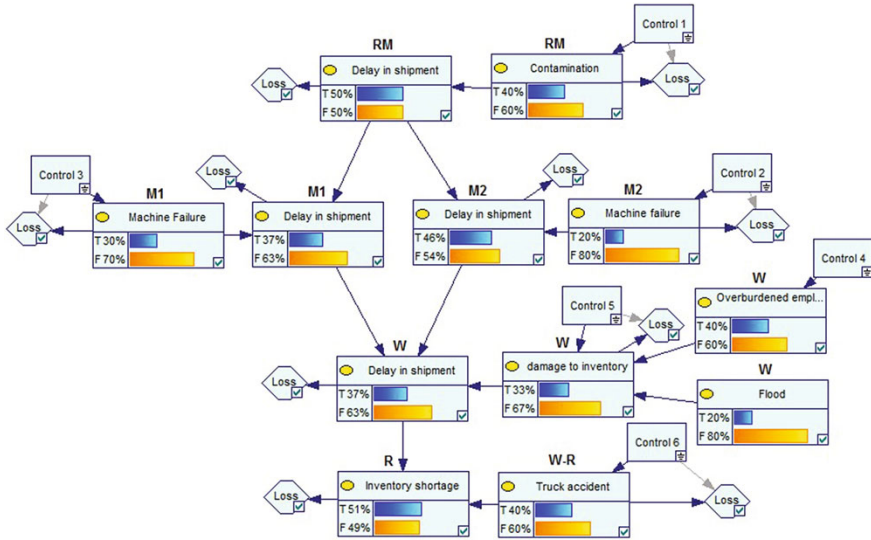 Control 1
RM
RM
Loss
Delay in shipment
T 50%
F 50%
Contamination
T 40%
F 60%
Loss
Control 3
Loss
Loss
Control 2
M1
M1
M2
M2
Loss
Machine Failure
T 30%
F 70%
Delay in shipment
T 37%
F 63%
Delay in shipment
T 46%
F 54%
Machine failure
T 20%
F 80%
Loss
Control 4
Control 5
Loss
W
Overburdened empl...
T 40%
F 60%
W
W
Loss
Delay in shipment
T 37%
F 63%
damage to inventory
T 33%
F 67%
W
Flood
T 20%
F 80%
Control 6
R
W-R
Loss
Inventory shortage
T 51%
F 49%
Truck accident
T 40%
F 60%
Loss